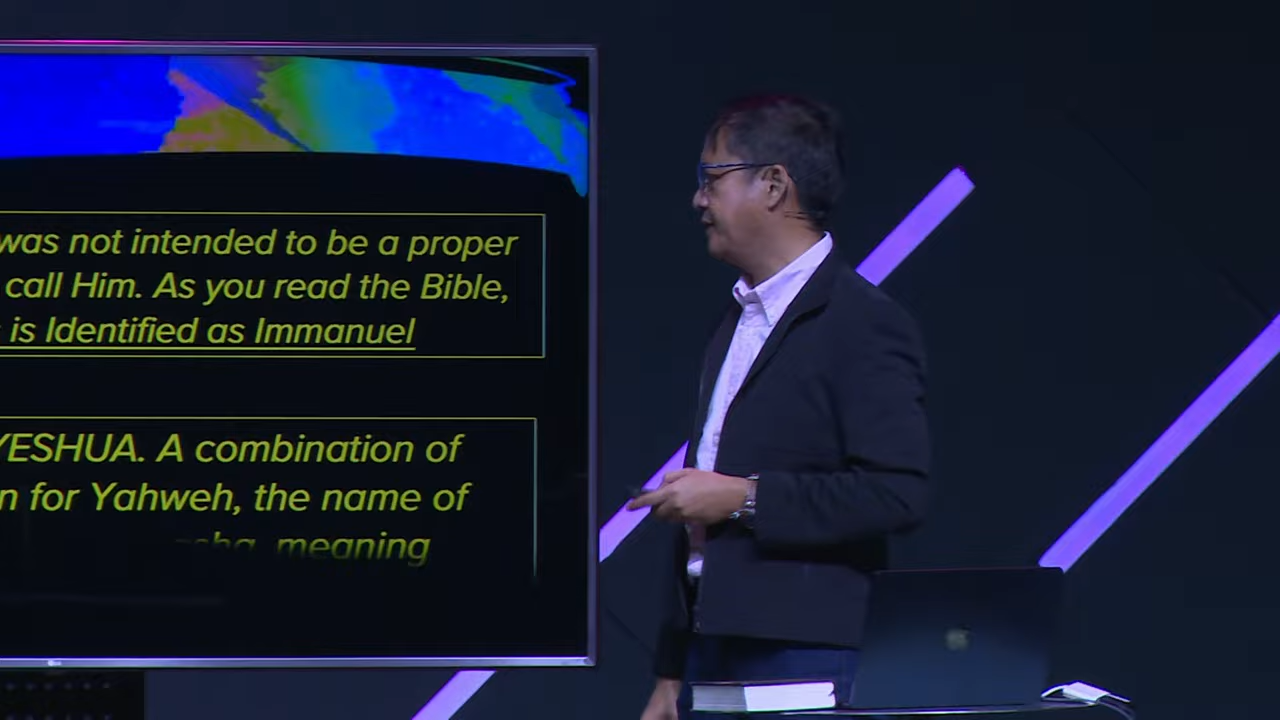 was not intended to be a proper
call Him. As you read the Bible,
is Identified as Immanuel
YESHUA. A combination of
n for Yahweh, the name of
meaning